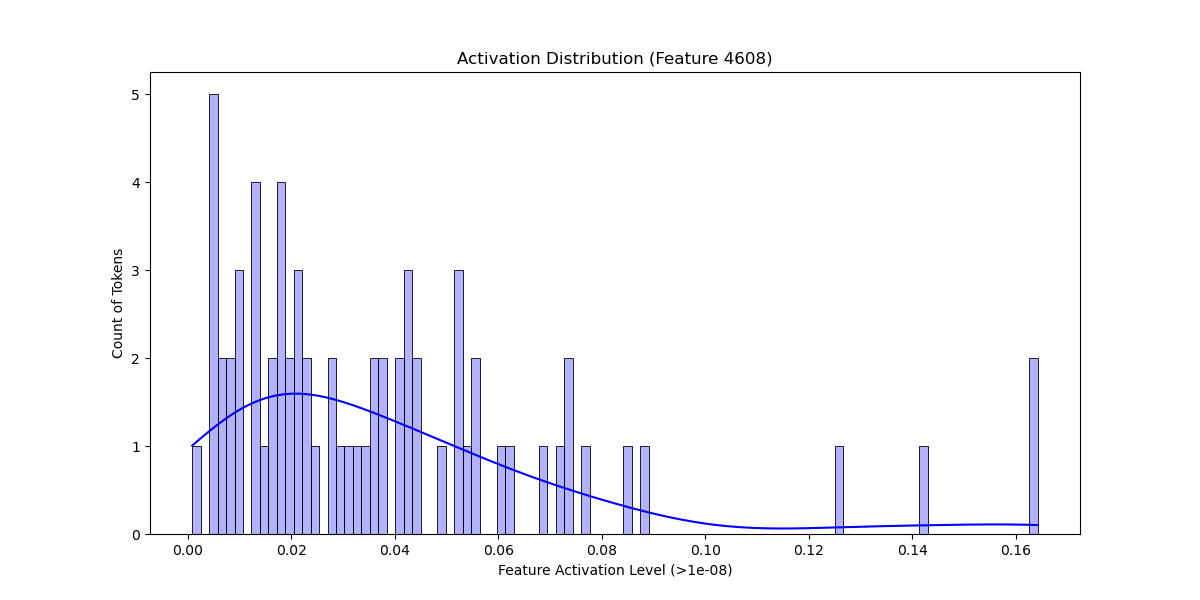 Activation Distribution (Feature 4608)
Count of Tokens
5
4
3
2
1
0
0.00 0.02 0.04 0.06 0.08 0.10 0.12 0.14 0.16
Feature Activation Level (>1e-08)